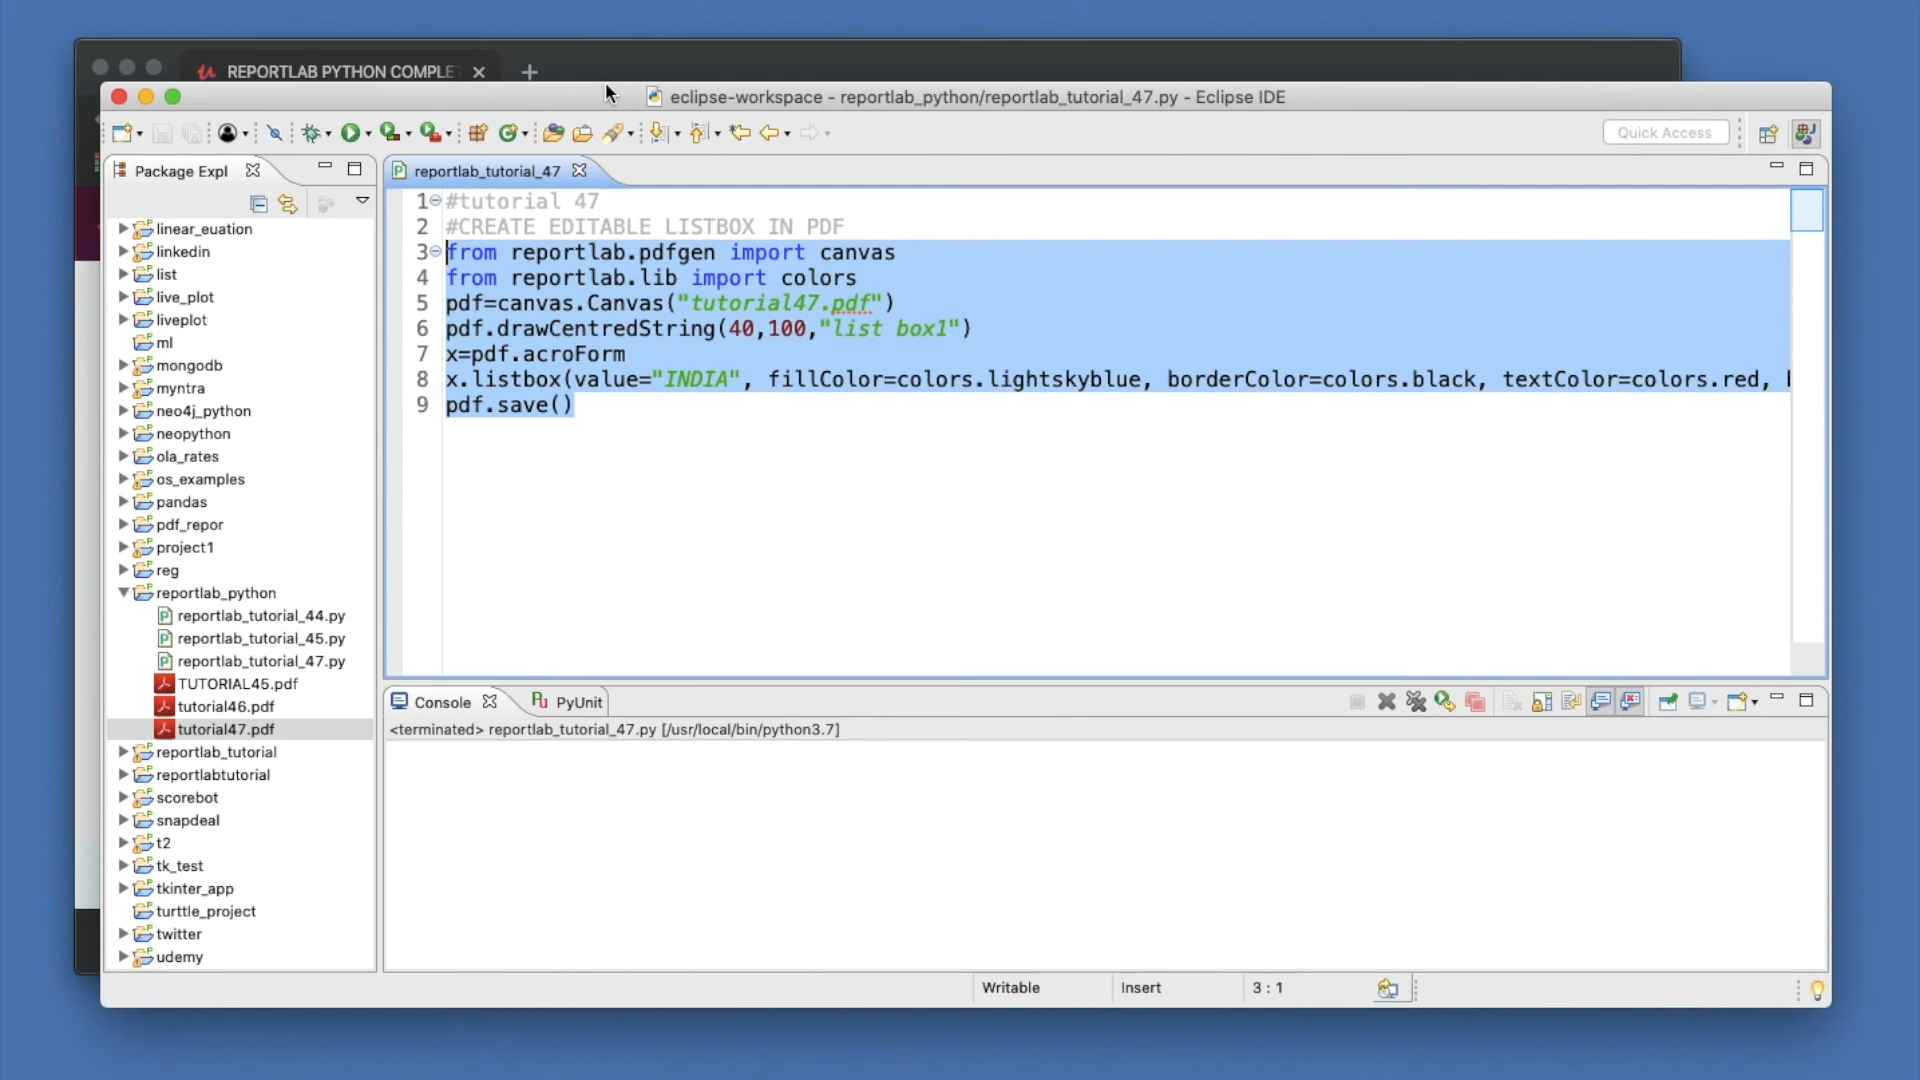 REPORTLAB PYTHON COMPLE
eclipse-workspace - reportlab_python/reportlab_tutorial_47.py - Eclipse IDE
Quick Access
Package Expl
reportlab_tutorial_47
linear_euation
linkedin
list
live_plot
liveplot
ml
mongodb
myntra
neo4j_python
neopython
ola_rates
os_examples
pandas
pdf_repor
project1
reg
reportlab_python
reportlab_tutorial_44.py
reportlab_tutorial_45.py
reportlab_tutorial_47.py
TUTORIAL45.pdf
tutorial46.pdf
tutorial47.pdf
reportlab_tutorial
reportlabtutorial
scorebot
snapdeal
t2
tk_test
tkinter_app
turttle_project
twitter
udemy
1 #tutorial 47
2 #CREATE EDITABLE LISTBOX IN PDF
3 from reportlab.pdfgen import canvas
4 from reportlab.lib import colors
5 pdf=canvas.Canvas("tutorial47.pdf")
6 pdf.drawCentredString(40,100,"list box1")
7 x=pdf.acroForm
8 x.listbox(value="INDIA", fillColor=colors.lightskyblue, borderColor=colors.black, textColor=colors.red,
9 pdf.save()
Console
PyUnit
<terminated> reportlab_tutorial_47.py [/usr/local/bin/python3.7]
Writable
Insert
3 : 1